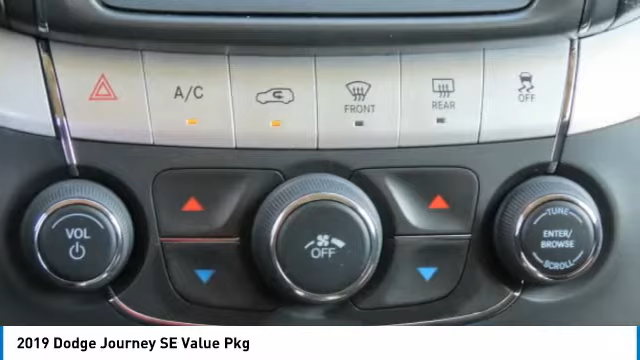 A/C
FRONT
REAR
OFF
VOL
OFF
TUNE
ENTER/
BROWSE
SCROLL
2019 Dodge Journey SE Value Pkg